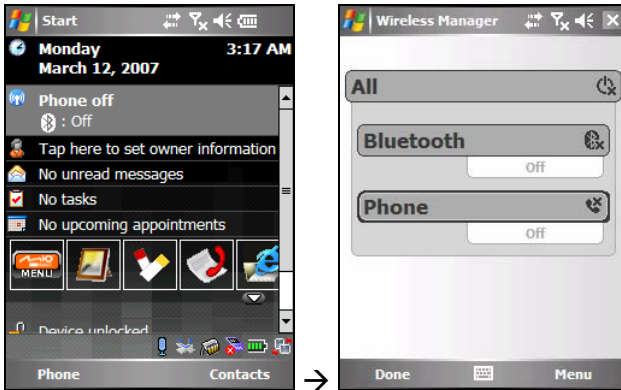 Start
Monday 3:17 AM
March 12, 2007
Phone off
: Off
Tap here to set owner information
No unread messages
No tasks
No upcoming appointments
Mio
MENU
Device unlocked
Phone Contacts
→
Wireless Manager
All
Bluetooth
Off
Phone
Off
Done Menu